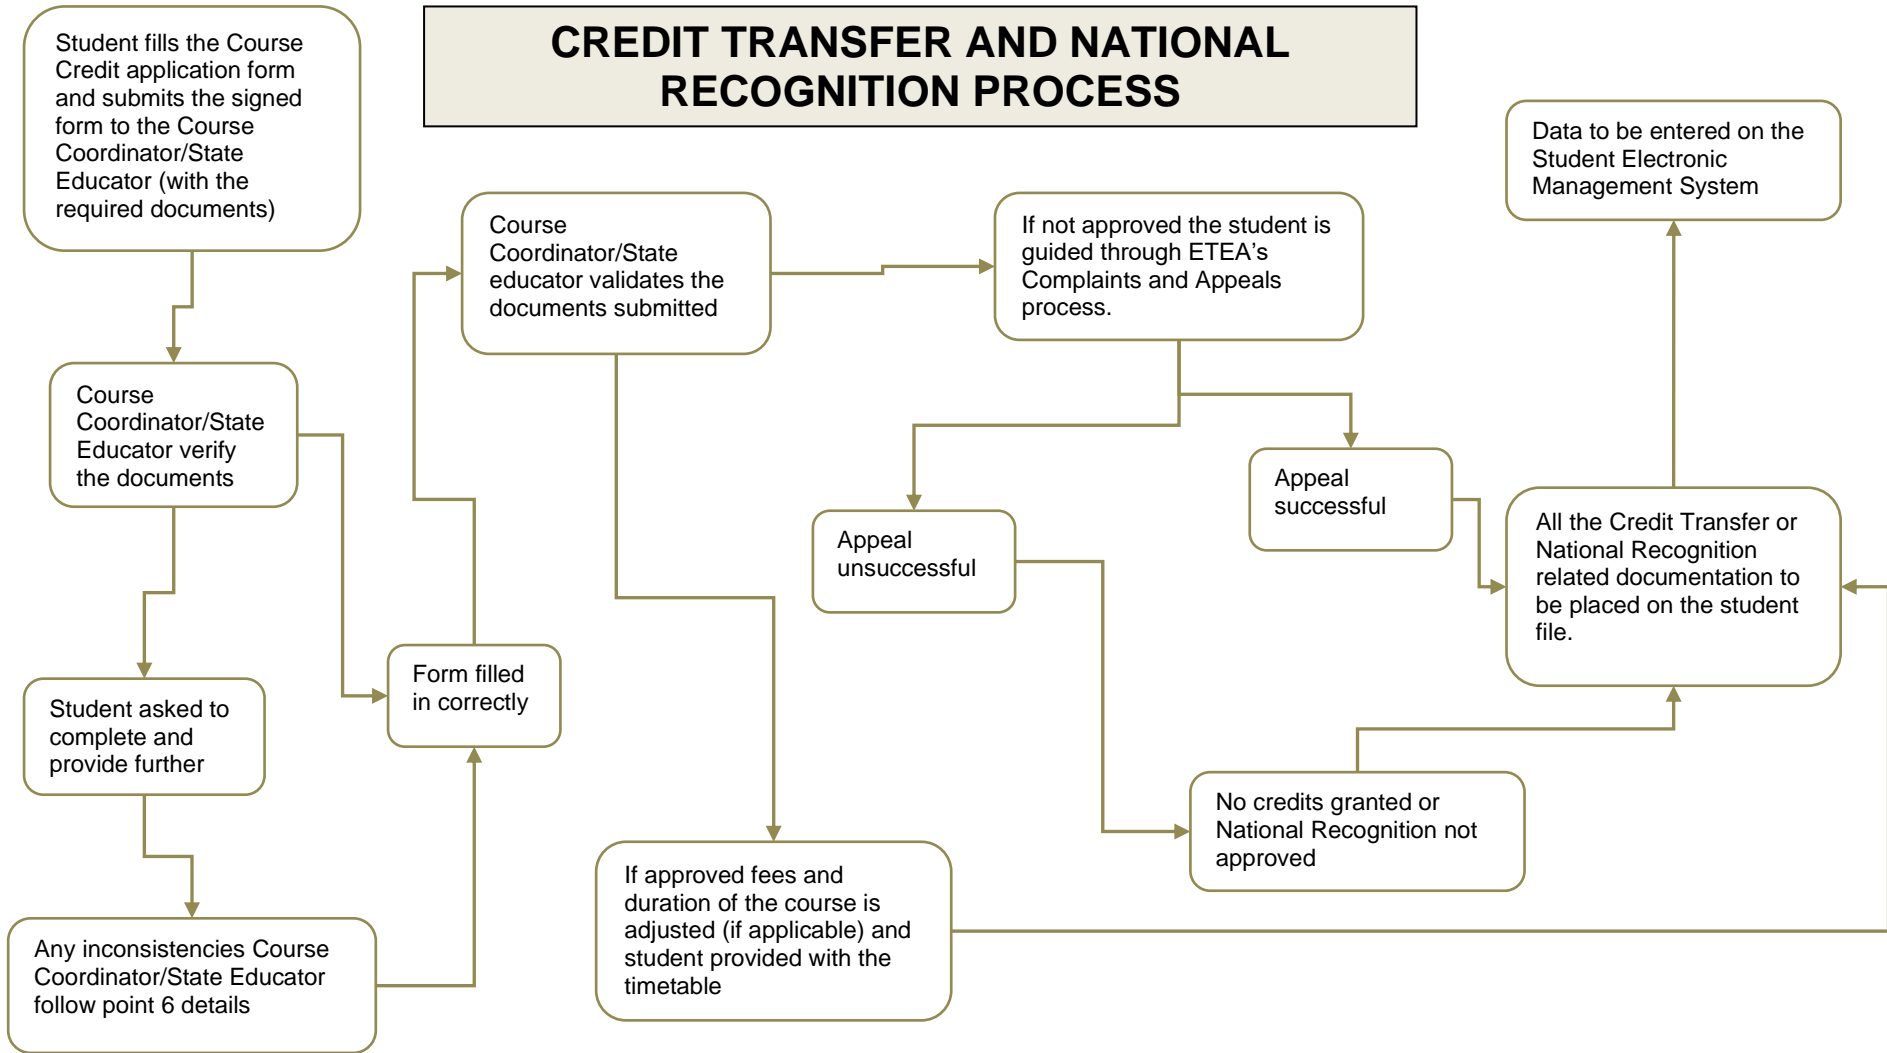 CREDIT TRANSFER AND NATIONAL
RECOGNITION PROCESS
Student fills the Course
Credit application form
and submits the signed
form to the Course
Coordinator/State
Educator (with the
required documents)
Course
Coordinator/State
Educator verify
the documents
Student asked to
complete and
provide further
Any inconsistencies Course
Coordinator/State Educator
follow point 6 details
Form filled
in correctly
Course
Coordinator/State
educator validates the
documents submitted
If not approved the student is
guided through ETEA’s
Complaints and Appeals
process.
Appeal
unsuccessful
Appeal
successful
If approved fees and
duration of the course is
adjusted (if applicable) and
student provided with the
timetable
No credits granted or
National Recognition not
approved
All the Credit Transfer or
National Recognition
related documentation to
be placed on the student
file.
Data to be entered on the
Student Electronic
Management System